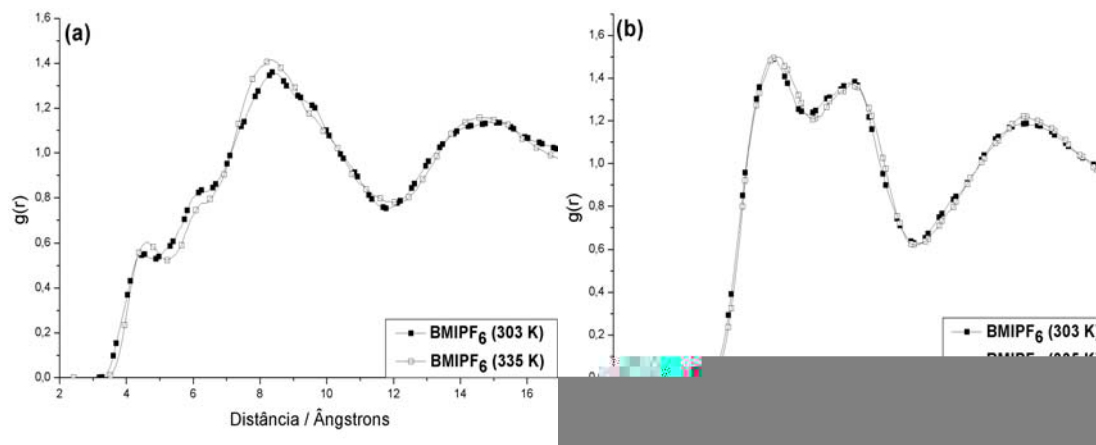 (a)
1,6
1,4
1,2
1,0
0,8
0,6
0,4
0,2
0,0
g(r)
2 4 6 8 10 12 14 16
Distância / Ângstrons
BMIPF6 (303 K)
BMIPF6 (335 K)
(b)
1,6
1,4
1,2
1,0
0,8
0,6
0,4
0,2
0,0
g(r)
BMIPF6 (303 K)